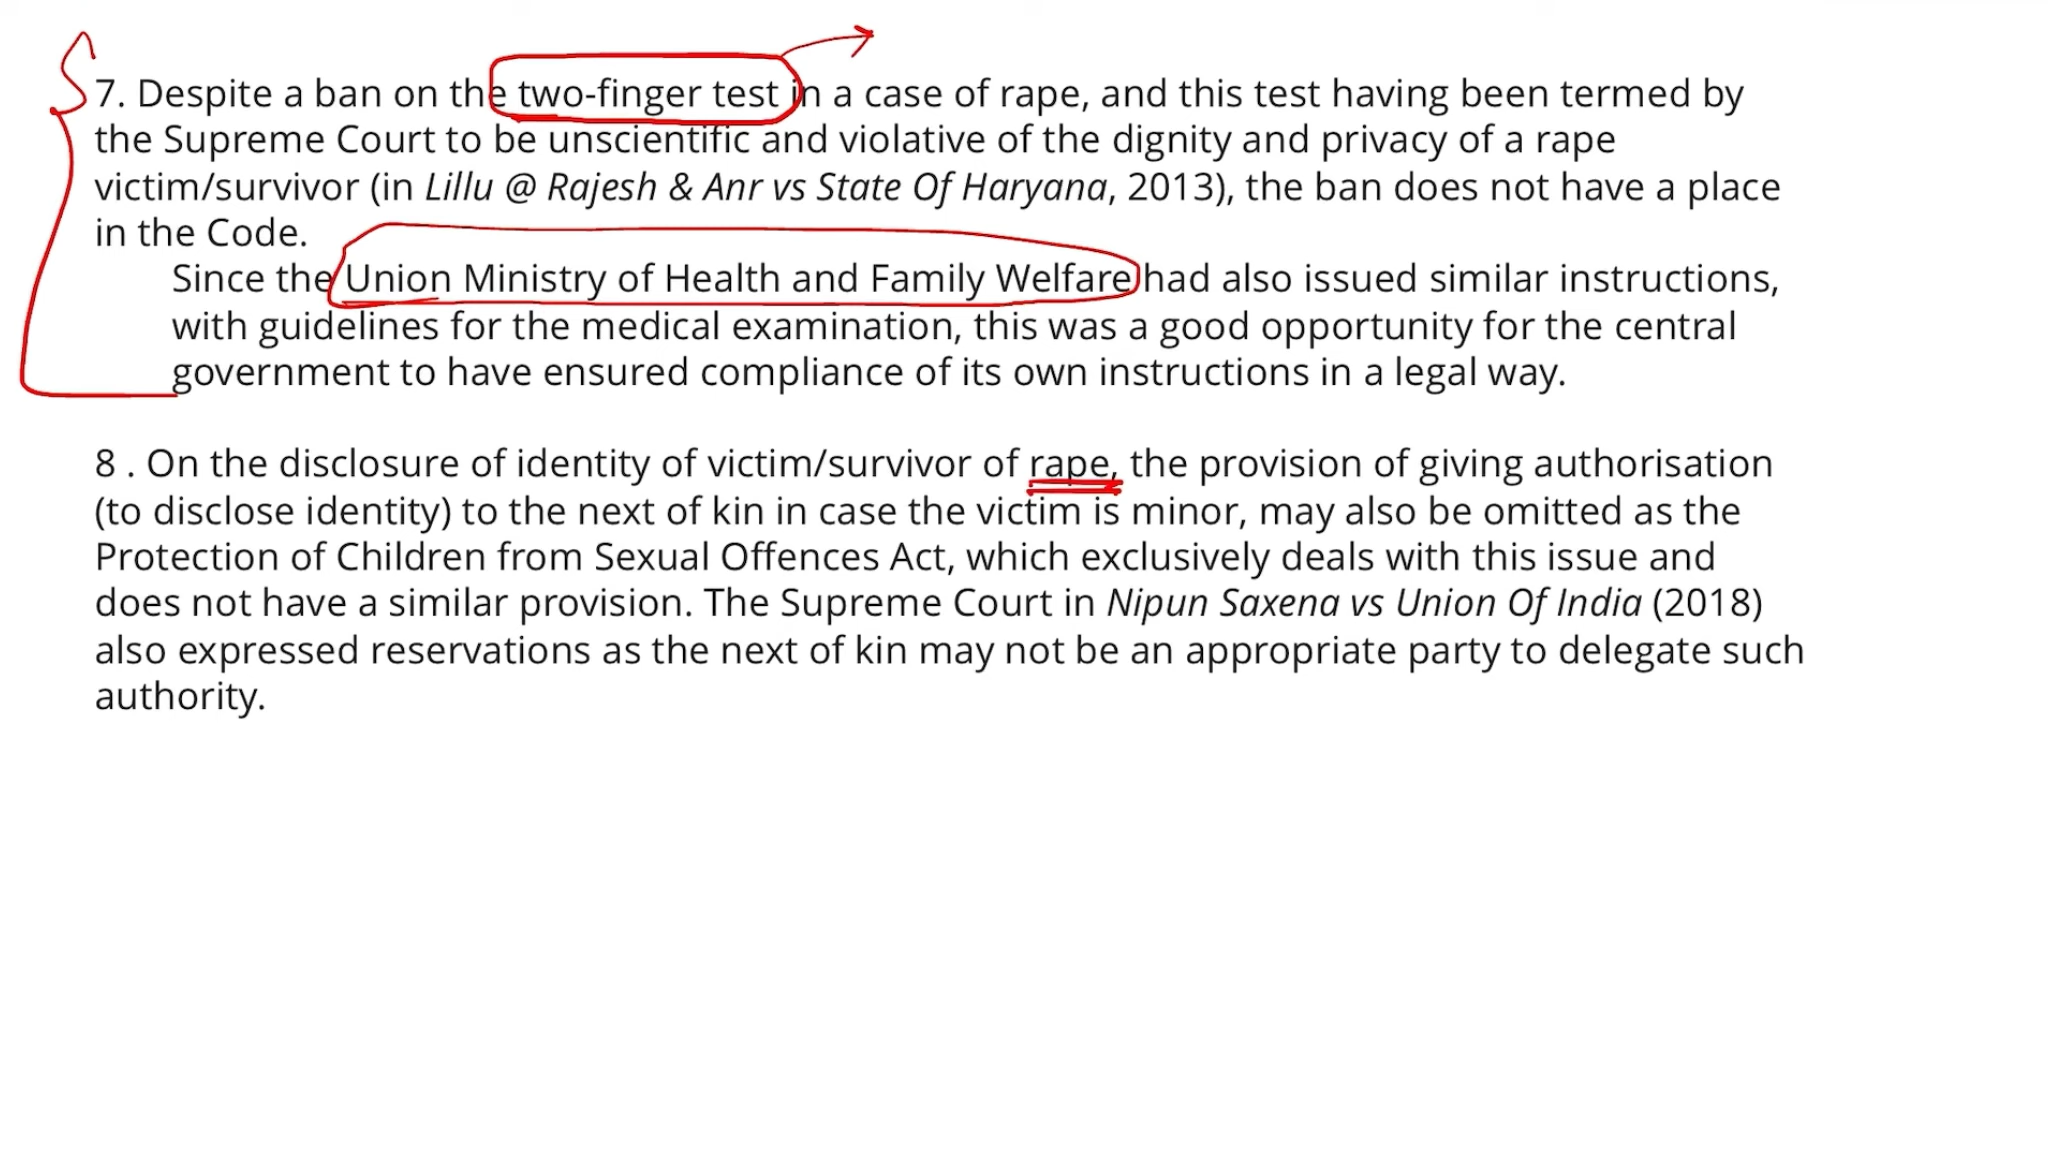 7. Despite a ban on the two-finger test in a case of rape, and this test having been termed by
the Supreme Court to be unscientific and violative of the dignity and privacy of a rape
victim/survivor (in Lillu @ Rajesh & Anr vs State Of Haryana, 2013), the ban does not have a place
in the Code.
Since the Union Ministry of Health and Family Welfare had also issued similar instructions,
with guidelines for the medical examination, this was a good opportunity for the central
government to have ensured compliance of its own instructions in a legal way.
8 . On the disclosure of identity of victim/survivor of rape, the provision of giving authorisation
(to disclose identity) to the next of kin in case the victim is minor, may also be omitted as the
Protection of Children from Sexual Offences Act, which exclusively deals with this issue and
does not have a similar provision. The Supreme Court in Nipun Saxena vs Union Of India (2018)
also expressed reservations as the next of kin may not be an appropriate party to delegate such
authority.